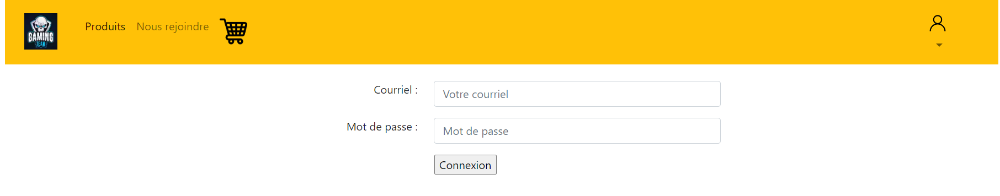 GAMING
TEAM
Produits
Nous rejoindre
Courriel :
Votre courriel
Mot de passe :
Mot de passe
Connexion